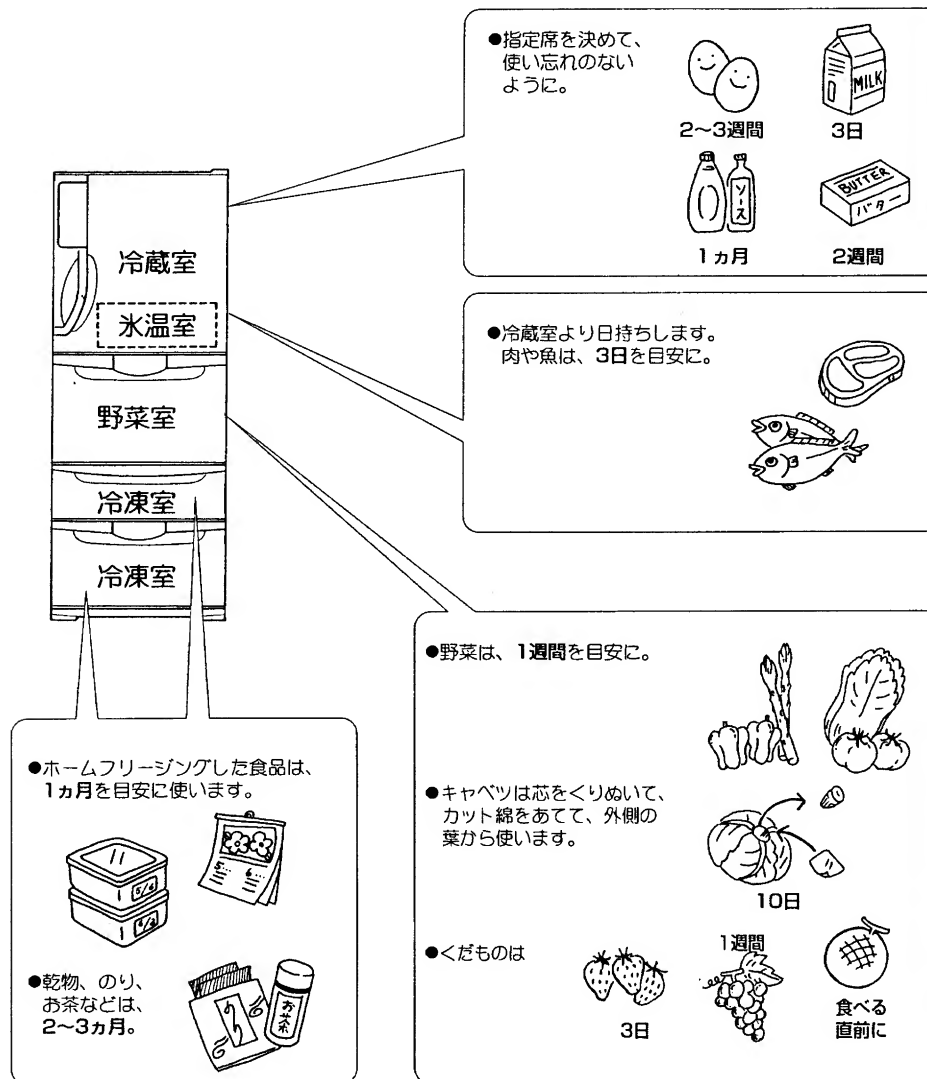 ●指定席を決めて、
使い忘れのない
ように。
MILK
2〜3週間
3日
ソース
BUTTER
バター
1ヵ月
2週間
冷蔵室
氷温室
野菜室
冷凍室
冷凍室
●冷蔵室より日持ちします。
肉や魚は、3日を目安に。
●野菜は、1週間を目安に。
●キャベツは芯をくりぬいて、
カット綿をあてて、外側の
葉から使います。
10日
●くだものは
3日
1週間
食べる
直前に
●ホームフリージングした食品は、
1ヵ月を目安に使います。
5…
6…
5/6
●乾物、のり、
お茶などは、
2〜3ヵ月。
のり
お茶